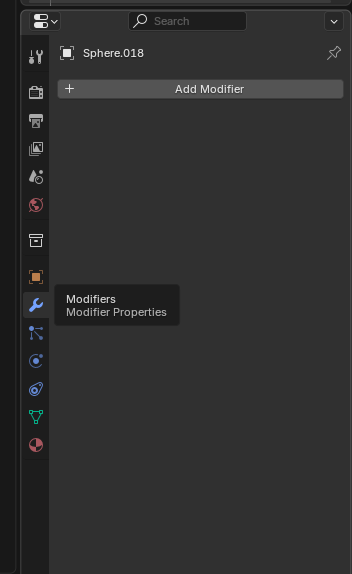 Search
Sphere.018
Add Modifier
Modifiers
Modifier Properties